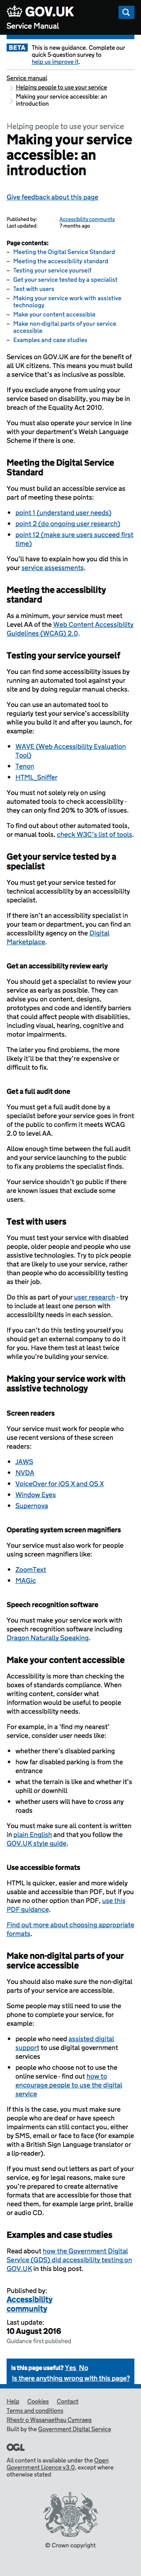 GOV.UK
Service Manual
BETA This is new guidance. Complete our
quick 5-question survey to
help us improve it.
Service manual
Helping people to use your service
Making your service accessible: an
introduction
Helping people to use your service
Making your service
accessible: an
introduction
Give feedback about this page
Published by: Accessibility community
Last updated: 7 months ago
Page contents:
– Meeting the Digital Service Standard
– Meeting the accessibility standard
– Testing your service yourself
– Get your service tested by a specialist
– Test with users
– Making your service work with assistive
technology
– Make your content accessible
– Make non-digital parts of your service
accessible
– Examples and case studies
Services on GOV.UK are for the benefit of
all UK citizens. This means you must build
a service that's as inclusive as possible.
If you exclude anyone from using your
service based on disability, you may be in
breach of the Equality Act 2010.
You must also operate your service in line
with your department's Welsh Language
Scheme if there is one.
Meeting the Digital Service
Standard
You must build an accessible service as
part of meeting these points:
• point 1 (understand user needs)
• point 2 (do ongoing user research)
• point 12 (make sure users succeed first
time)
You'll have to explain how you did this in
your service assessments.
Meeting the accessibility
standard
As a minimum, your service must meet
Level AA of the Web Content Accessibility
Guidelines (WCAG) 2.0.
Testing your service yourself
You can find some accessibility issues by
running an automated tool against your
site or by doing regular manual checks.
You can use an automated tool to
regularly check your service's accessibility
while you build it and after you launch, for
example:
• WAVE (Web Accessibility Evaluation
Tool)
• Tenon
• HTML_Sniffer
You must not solely rely on using
automated tools to check accessibility -
they can only find 20% to 30% of issues.
To find out about other automated tools,
or manual tools, check W3C's list of tools.
Get your service tested by a
specialist
You must get your service tested for
technical accessibility by an accessibility
specialist.
If there isn't an accessibility specialist in
your team or department, you can find an
accessibility agency on the Digital
Marketplace.
Get an accessibility review early
You should get a specialist to review your
service as early as possible. They can
advise you on service design,
prototypes and code and identify barriers
that could affect people with disabilities,
including visual, hearing, cognitive and
motor impairments.
The later you find problems, the more
likely it'll be that they're expensive or
difficult to fix.
Get a full audit done
You must get a full audit done by a
specialist before your service goes in front
of the public to confirm it meets WCAG
2.0 to level AA.
Allow enough time between the full audit
and your service launching to the public
to fix any problems the specialist finds.
Your service shouldn't go public if there
are known issues that exclude some
users.
Test with users
You must test your service with disabled
people, older people and people who use
assistive technologies. It's also important
to test at an early stage to make sure
you're delivering a service that works for
people who rely on assistive technologies
to be able to carry out tasks during their
daily life.
Do this as part of your user research - try
to include at least one person with access
needs in each session.
If you can't do this testing yourself you
should get an external company to do it.
Have them test your service at least twice
while you're building it.
Making your service work with
assistive technology
Screen readers
Your service must work for people who
use recent versions of these screen
readers:
• JAWS
• NVDA
• VoiceOver for iOS X and OS X
• Window Eyes
• Supernova
Operating system screen magnifiers
Your service must also work for people
using screen magnifiers like:
• ZoomText
• MAGic
Speech recognition software
You must make your service work with
speech recognition software including
Dragon Naturally Speaking.
Make your content accessible
Accessibility is more than checking the
boxes of standards compliance. When
writing content, consider what
information would be useful to people
with accessibility needs.
For example, in a 'find my nearest'
service, consider user needs like:
• whether there's disabled parking
• how far disabled parking is from the
entrance
• what the terrain is like and whether it's
uphill or downhill
• whether users will have to cross any
roads
You must make sure all content is written
in plain English and that you follow the
GOV.UK style guide.
Use accessible formats
HTML is quicker, easier and more widely
usable and accessible than PDF, but if you
have no other option than PDF, use this
PDF guidance.
Find out more about choosing appropriate
formats.
Make non-digital parts of your
service accessible
You should also make sure the non-digital
parts of your service are accessible.
Some people may still need to use the
phone to complete your service, for
example:
• people who need assisted digital
support to use digital government
services
• people who choose not to use the
online service - find out how to
encourage people to use the digital
service
If this is the case, you must make sure
people who can't hear or speak can
contact you in other ways, either by
by SMS, email or face to face (for example
with a British Sign Language translator or
a lip-reader).
If you must send out letters as part of your
service, eg for legal reasons, make sure
you're able to create alternative formats
that are accessible to people with visual
impairments, eg braille, large print, braille
or audio CD.
Examples and case studies
Read about how the Government Digital
Service (GDS) did accessibility testing on
GOV.UK in this blog post.
Published by:
Accessibility
community
Last update:
10 August 2016
Guidance first published
Is this page useful? Yes No
Is there anything wrong with this page?
Help Cookies Contact
Terms and conditions
Rhestr o Wasanaethau Cymraeg
Built by the Government Digital Service
OGL
All content is available under the Open
Government Licence v3.0, except where
otherwise stated
© Crown copyright